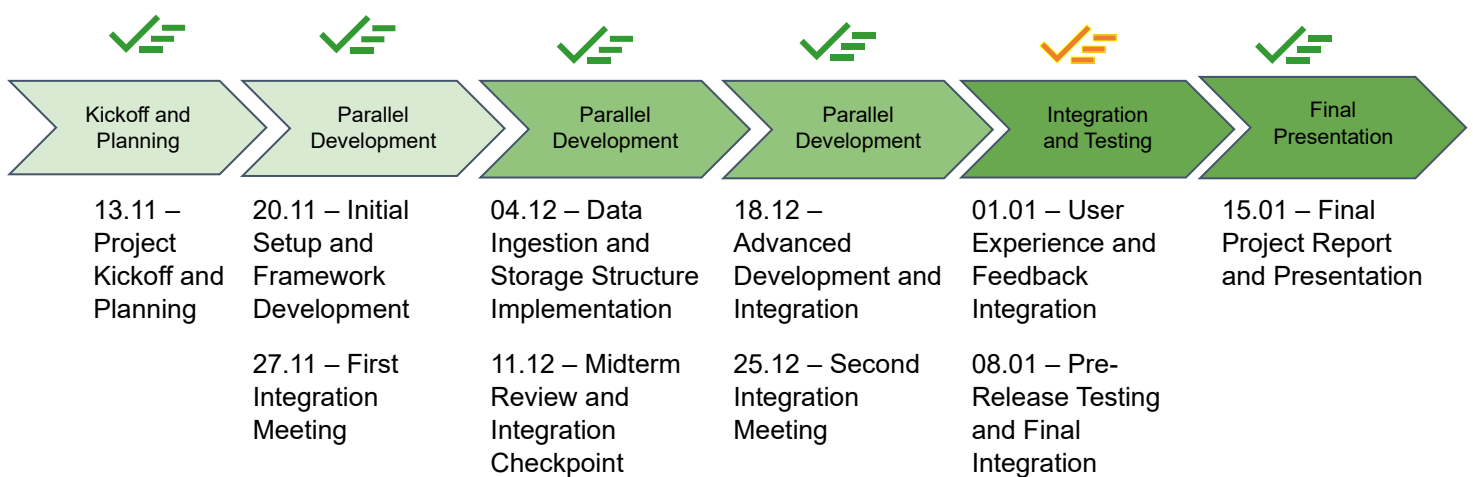 Kickoff and
Planning
Parallel
Development
Parallel
Development
Parallel
Development
Integration
and Testing
Final
Presentation
13.11 –
Project
Kickoff and
Planning
20.11 – Initial
Setup and
Framework
Development
27.11 – First
Integration
Meeting
04.12 – Data
Ingestion and
Storage Structure
Implementation
11.12 – Midterm
Review and
Integration
Checkpoint
18.12 –
Advanced
Development and
Integration
25.12 – Second
Integration
Meeting
01.01 – User
Experience and
Feedback
Integration
08.01 – Pre-
Release Testing
and Final
Integration
15.01 – Final
Project Report
and Presentation